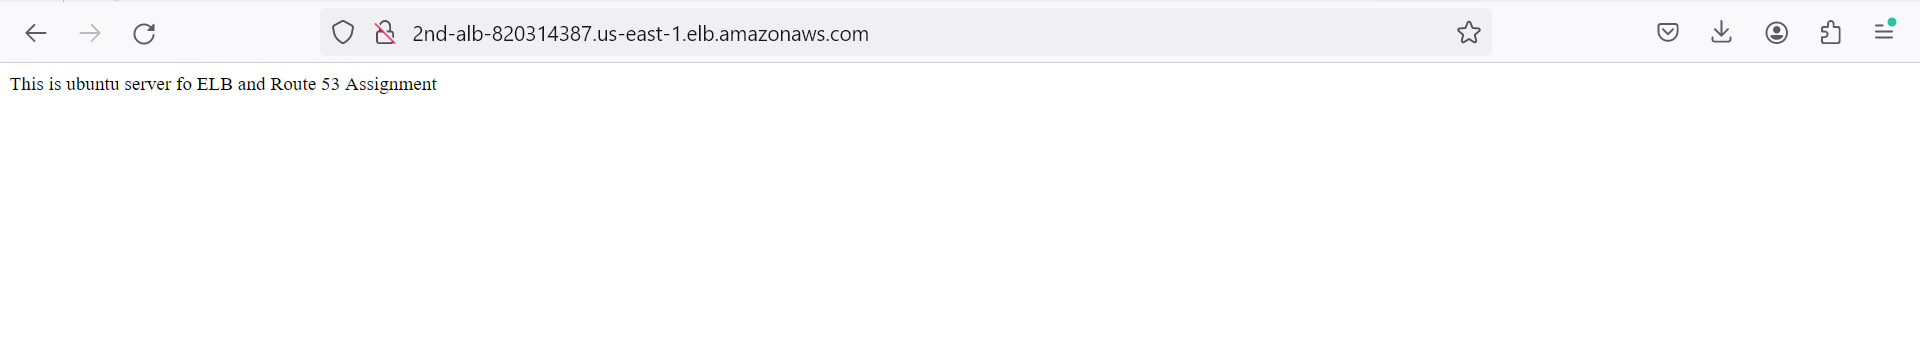 2nd-alb-820314387.us-east-1.elb.amazonaws.com
This is ubuntu server fo ELB and Route 53 Assignment